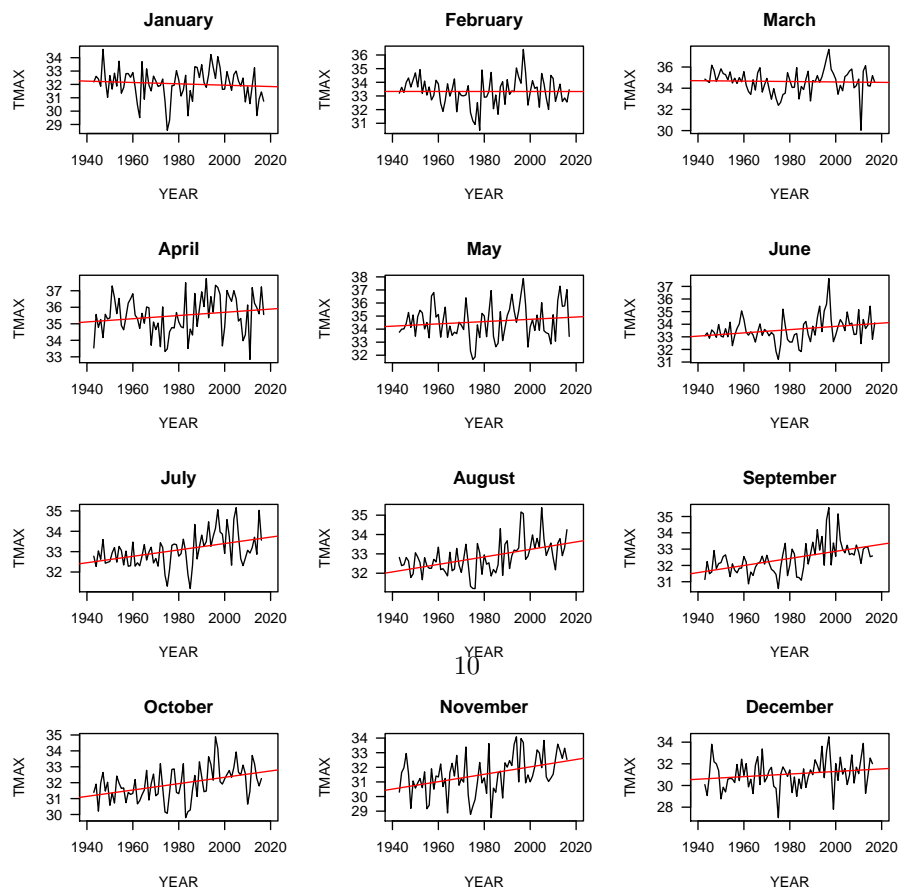 January February March
34
33
32
31
30
29
TMAX
1940 1960 1980 2000 2020
YEAR
36
35
34
33
32
31
TMAX
1940 1960 1980 2000 2020
YEAR
36
34
32
30
TMAX
1940 1960 1980 2000 2020
YEAR
April May June
37
36
35
34
33
TMAX
1940 1960 1980 2000 2020
YEAR
38
37
36
35
34
33
32
TMAX
1940 1960 1980 2000 2020
YEAR
37
36
35
34
33
32
31
TMAX
1940 1960 1980 2000 2020
YEAR
July August September
35
34
33
32
TMAX
1940 1960 1980 2000 2020
YEAR
35
34
33
32
TMAX
1940 1960 1980 2000 2020
YEAR
35
34
33
32
31
TMAX
1940 1960 1980 2000 2020
YEAR
10
October November December
35
34
33
32
31
30
TMAX
1940 1960 1980 2000 2020
YEAR
34
33
32
31
30
29
TMAX
1940 1960 1980 2000 2020
YEAR
34
32
30
28
TMAX
1940 1960 1980 2000 2020
YEAR